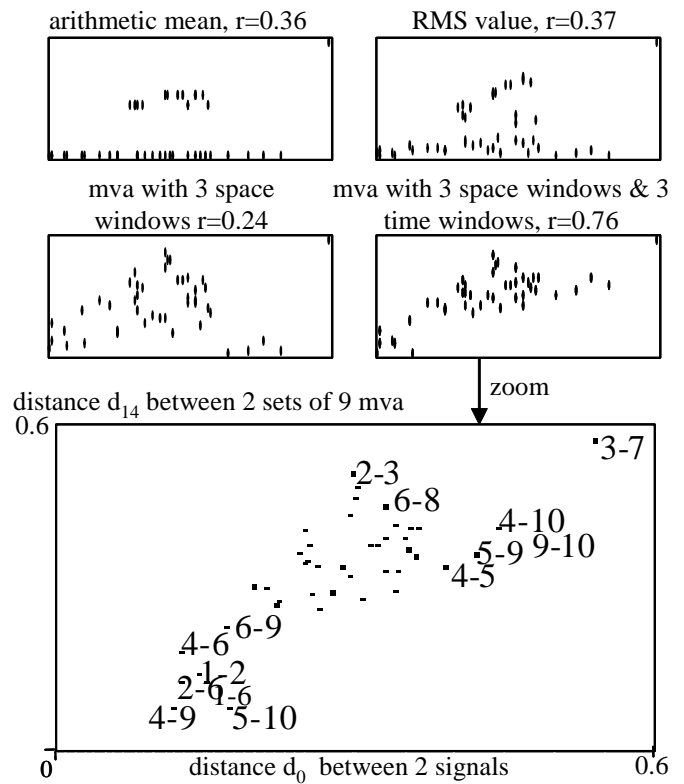 arithmetic mean, r=0.36
RMS value, r=0.37
mva with 3 space
windows r=0.24
mva with 3 space windows & 3
time windows, r=0.76
zoom
distance d14 between 2 sets of 9 mva
0.6
3-7
2-3
6-8
4-10
5-9
9-10
4-5
6-9
4-6
1-2
2-6
1-6
4-9
5-10
0
distance d0 between 2 signals
0.6